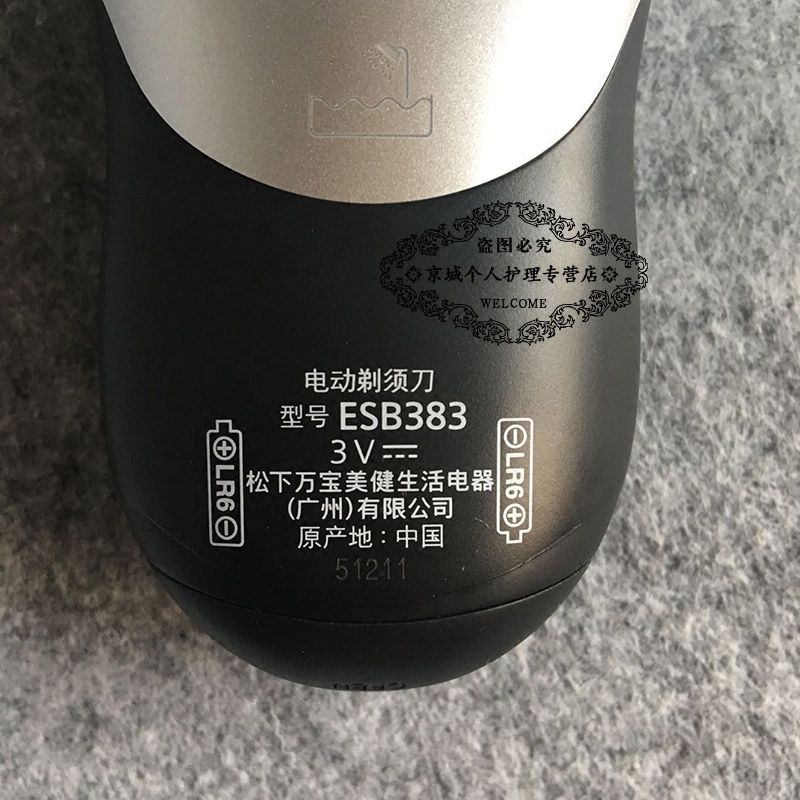 盗图必究
京城个人护理专营店
WELCOME
电动剃须刀
型号 ESB383
3V
LR6
LR6
松下万宝美健生活电器
(广州)有限公司
原产地:中国
51211
OPEN